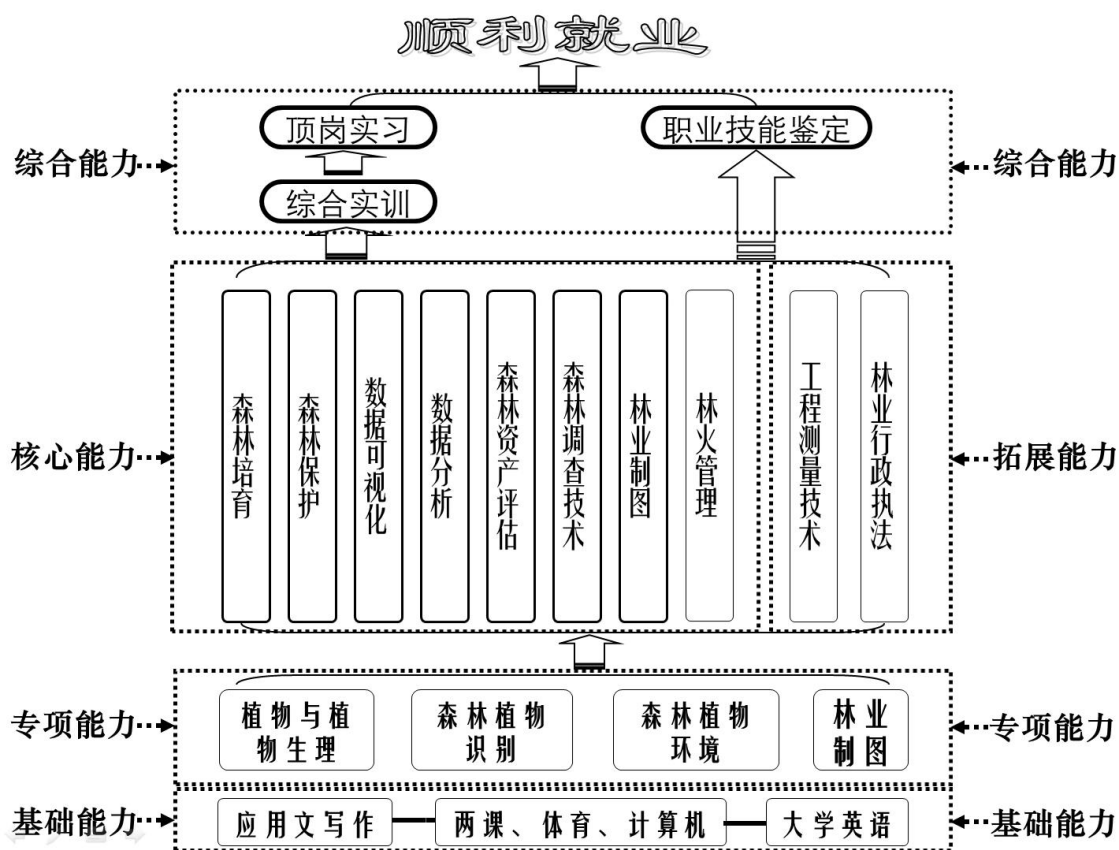 顺利就业
顶岗实习
职业技能鉴定
综合能力
综合能力
综合实训
森林培育
森林保护
数据可视化
数据分析
森林资产评估
森林调查技术
林业制图
林火管理
工程测量技术
林业行政执法
核心能力
拓展能力
专项能力
植物与植
物生理
森林植物
识别
森林植物
环境
林业
制图
专项能力
基础能力
应用文写作
两课、体育、计算机
大学英语
基础能力